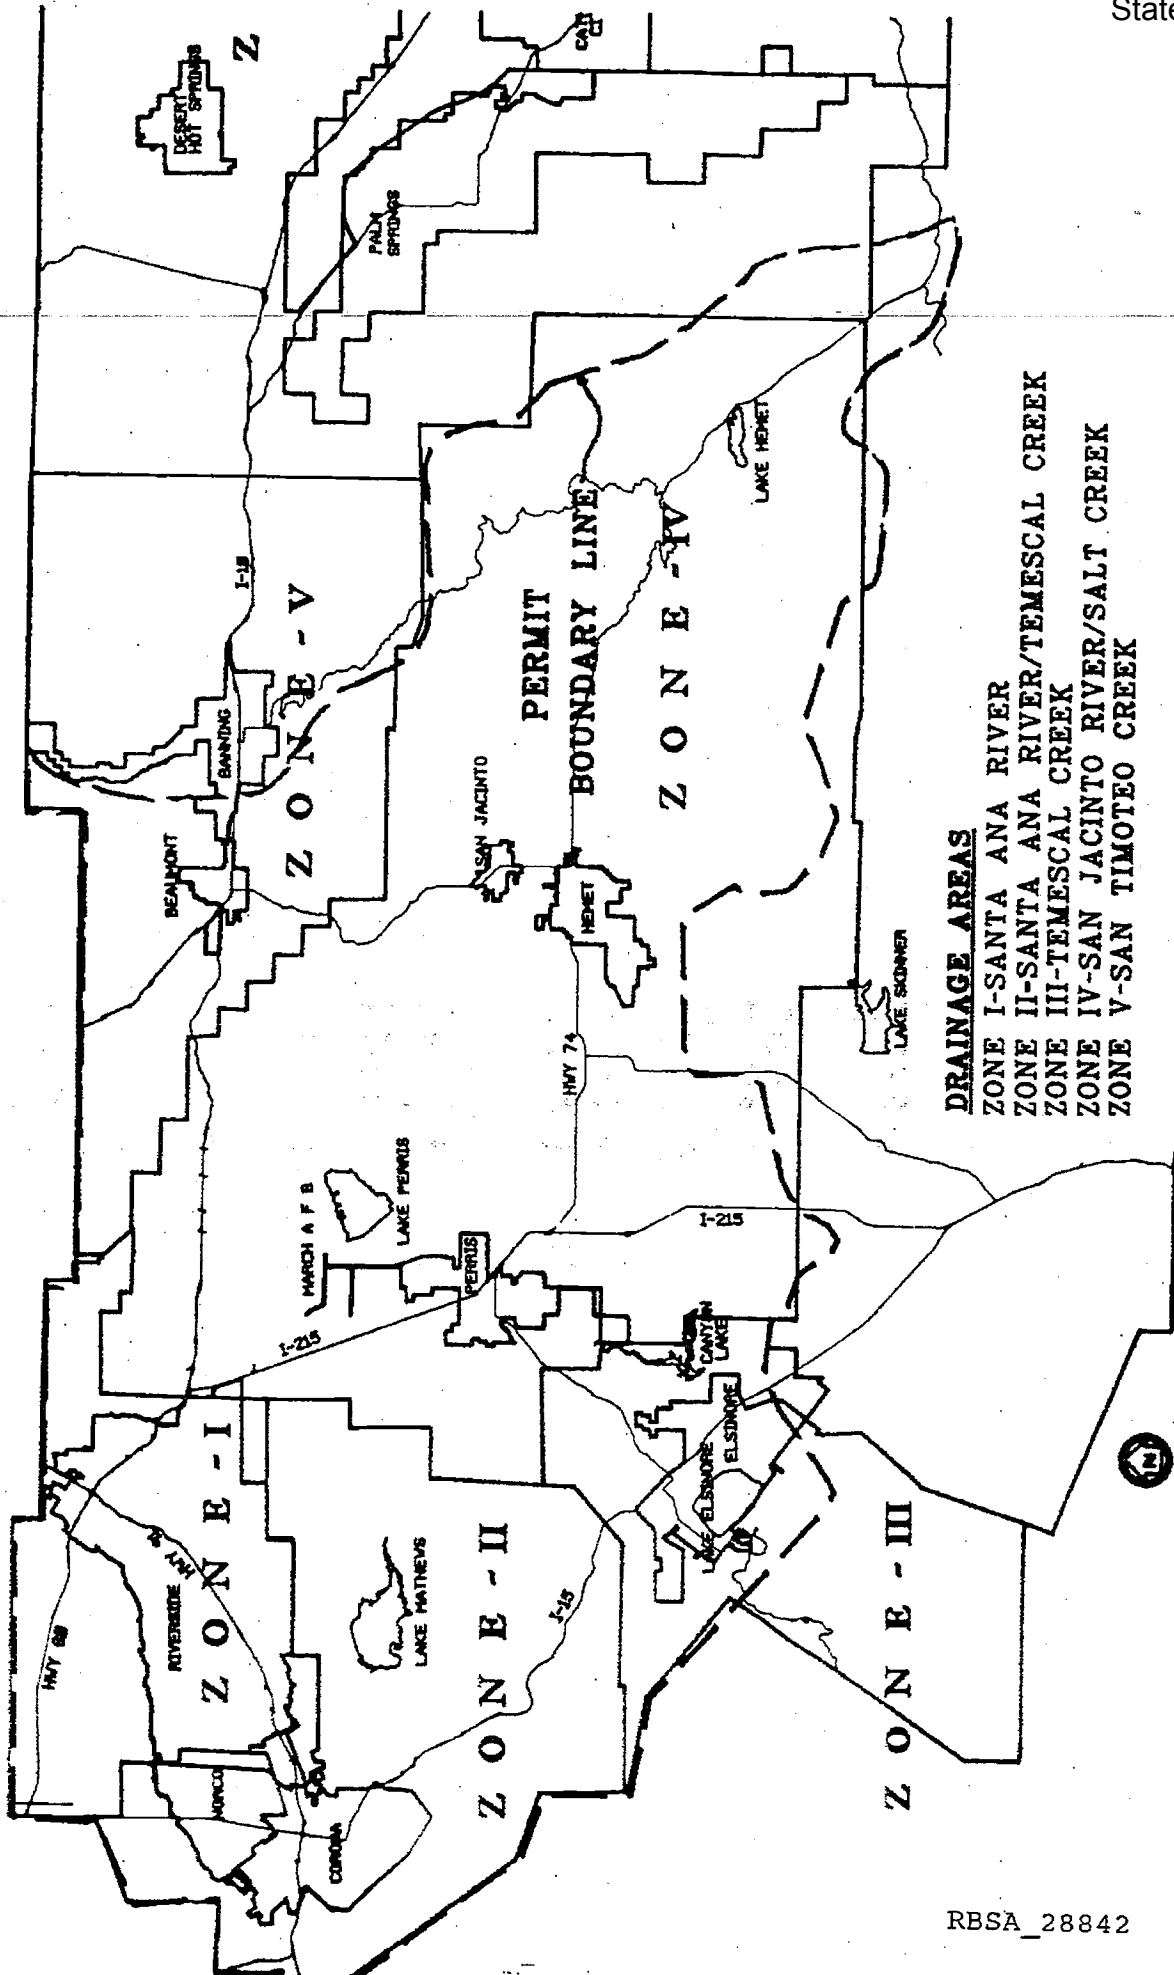 State
DESERT
HOT SPRINGS
Z
PALM
SPRINGS
I-10
ZONE-V
BANNING
BEAUMONT
PERMIT
BOUNDARY LINE
ZONE-IV
LAKE HEMET
SAN JACINTO
HEMET
HWY 74
LAKE SKINNER
MARCH A F B
LAKE PERRIS
PERRIS
I-215
I-215
CANYON
LAKE
ELSINORE
LAKE ELSINORE
ZONE-I
RIVERSIDE
HWY
HWY 60
NORCO
CORONA
LAKE MATHEWS
ZONE-II
I-15
ZONE-III
DRAINAGE AREAS
ZONE I-SANTA ANA RIVER
ZONE II-SANTA ANA RIVER/TEMESCAL CREEK
ZONE III-TEMESCAL CREEK
ZONE IV-SAN JACINTO RIVER/SALT CREEK
ZONE V-SAN TIMOTEO CREEK
N
RBSA_28842